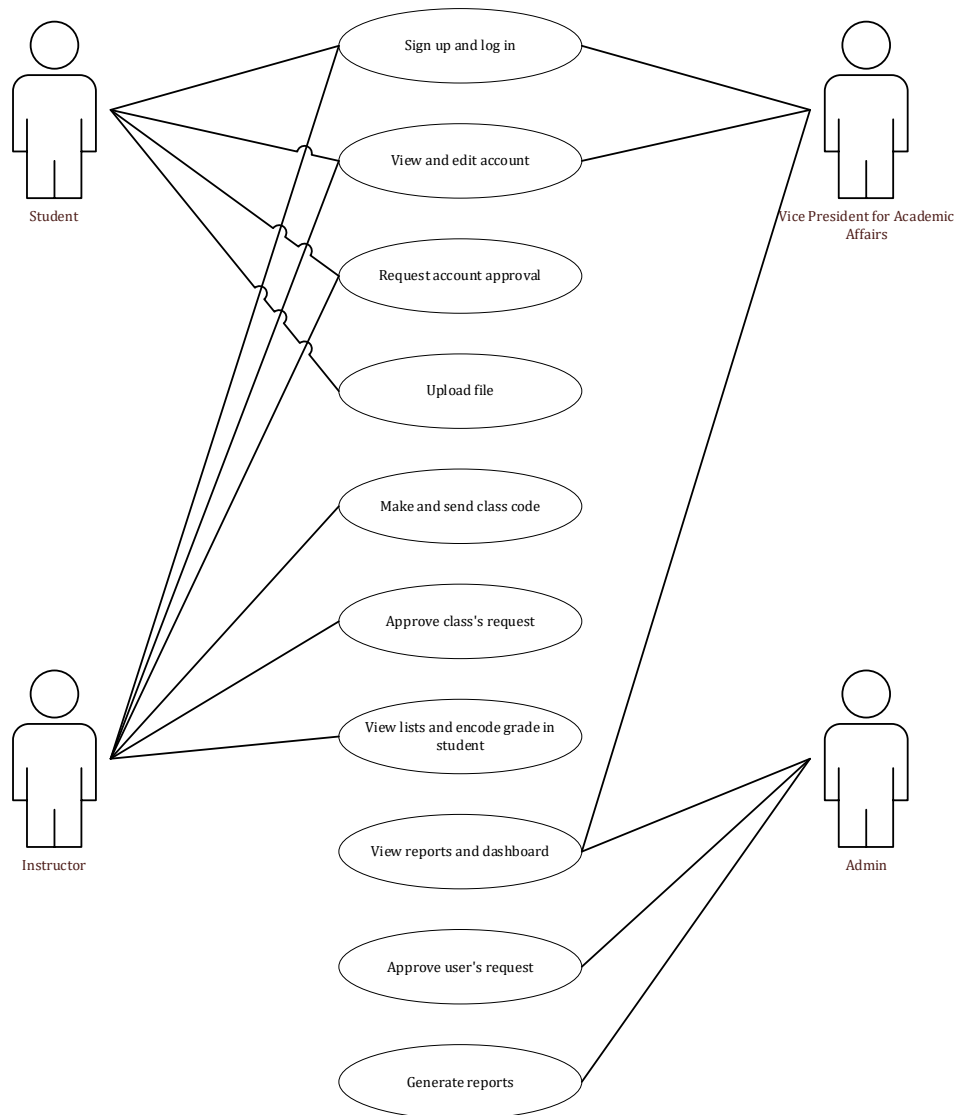 Sign up and log in
View and edit account
Student
Vice President for Academic
Affairs
Request account approval
Upload file
Make and send class code
Approve class's request
View lists and encode grade in
student
View reports and dashboard
Instructor
Admin
Approve user's request
Generate reports